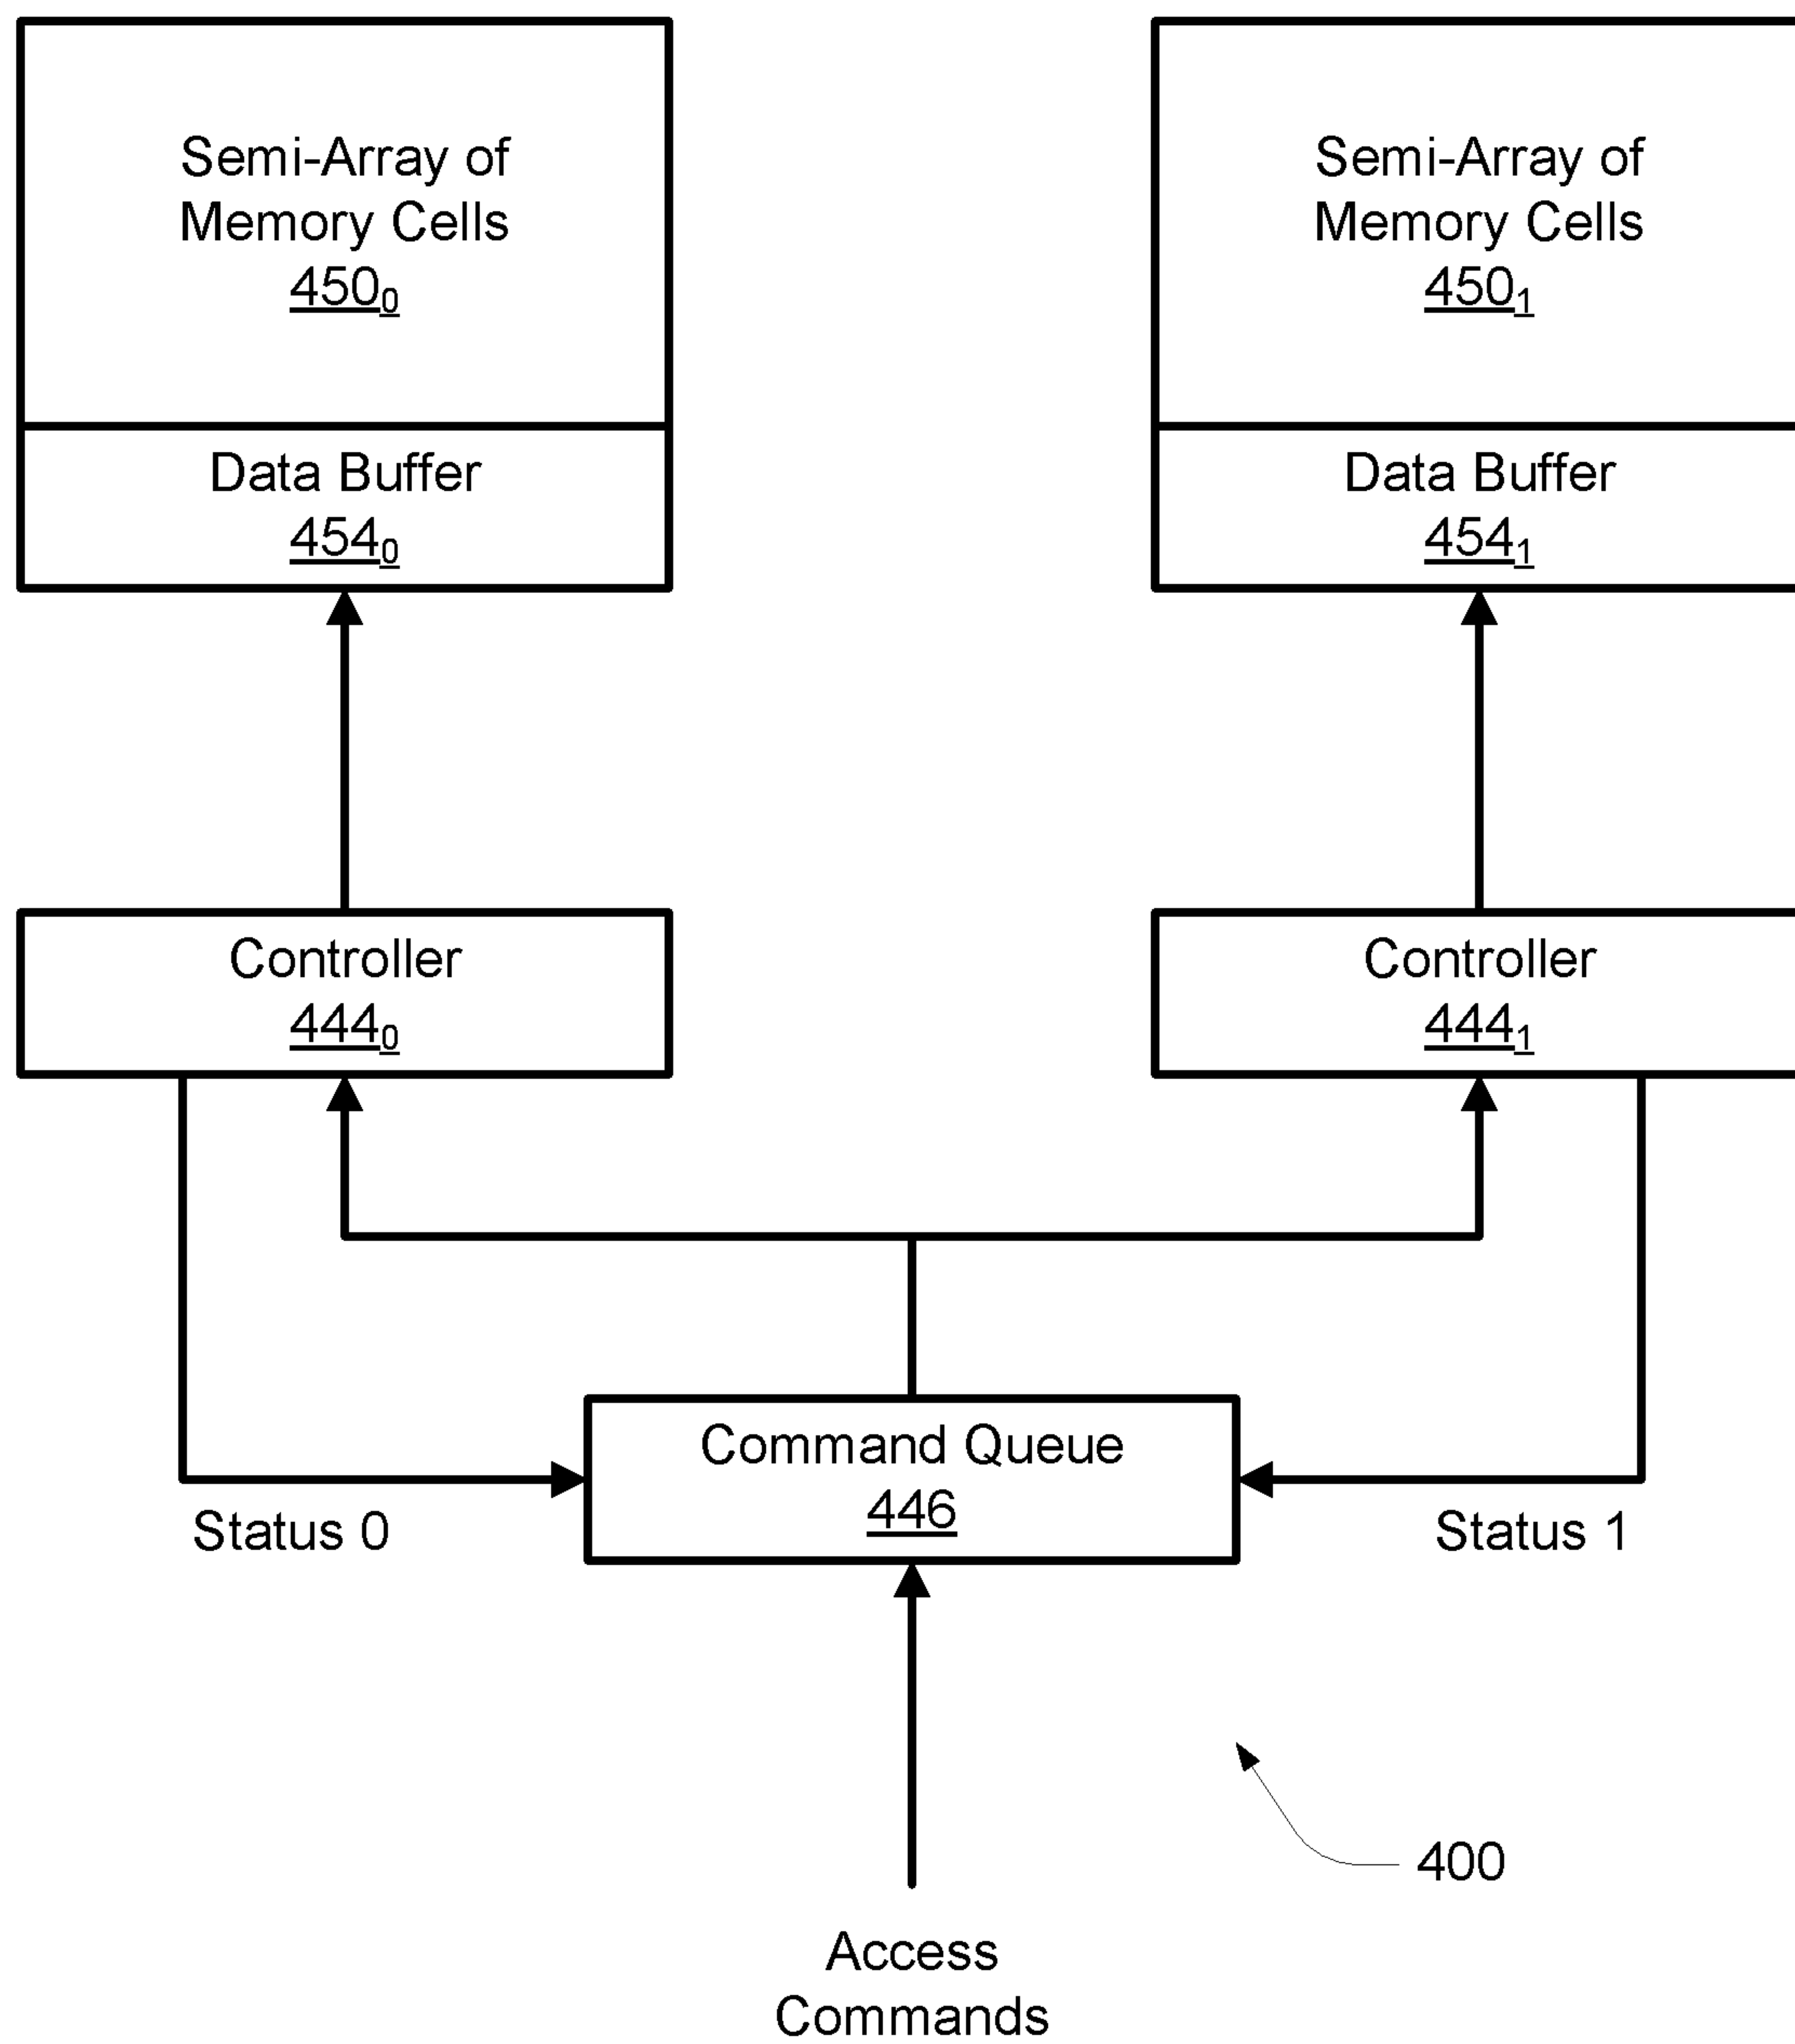 Semi-Array of
Memory Cells
450₀
Semi-Array of
Memory Cells
450₁
Data Buffer
454₀
Data Buffer
454₁
Controller
444₀
Controller
444₁
Command Queue
446
Status 0
Status 1
400
Access
Commands